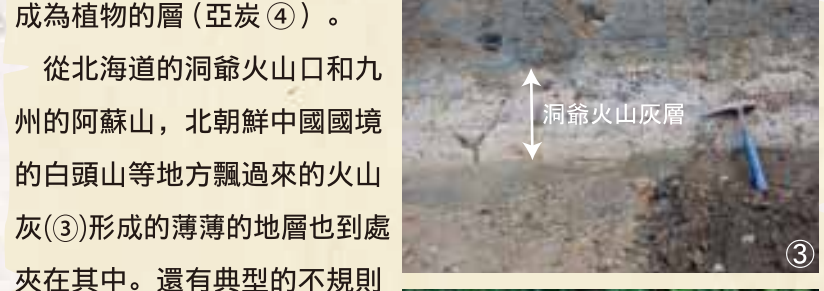 成為植物的層（亞炭④）。
從北海道的洞爺火山口和九
州的阿蘇山，北朝鮮中國國境
的白頭山等地方飄過來的火山
灰(③)形成的薄薄的地層也到處
夾在其中。還有典型的不規則
洞爺火山灰層
③